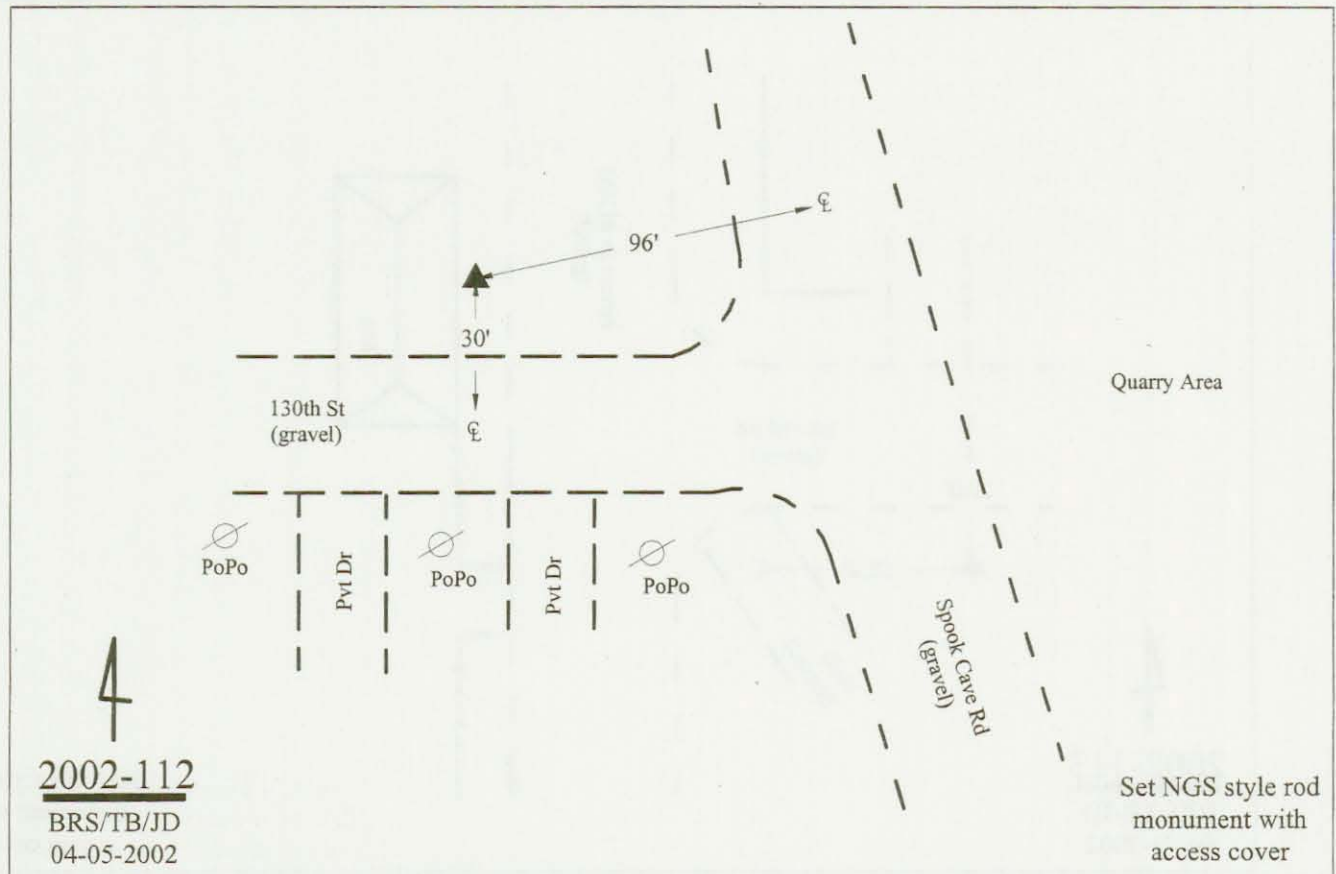 ℄
96'
30'
Quarry Area
130th St
(gravel)
℄
PoPo
Pvt Dr
PoPo
Pvt Dr
PoPo
Spook Cave Rd
(gravel)
2002-112
BRS/TB/JD
04-05-2002
Set NGS style rod
monument with
access cover